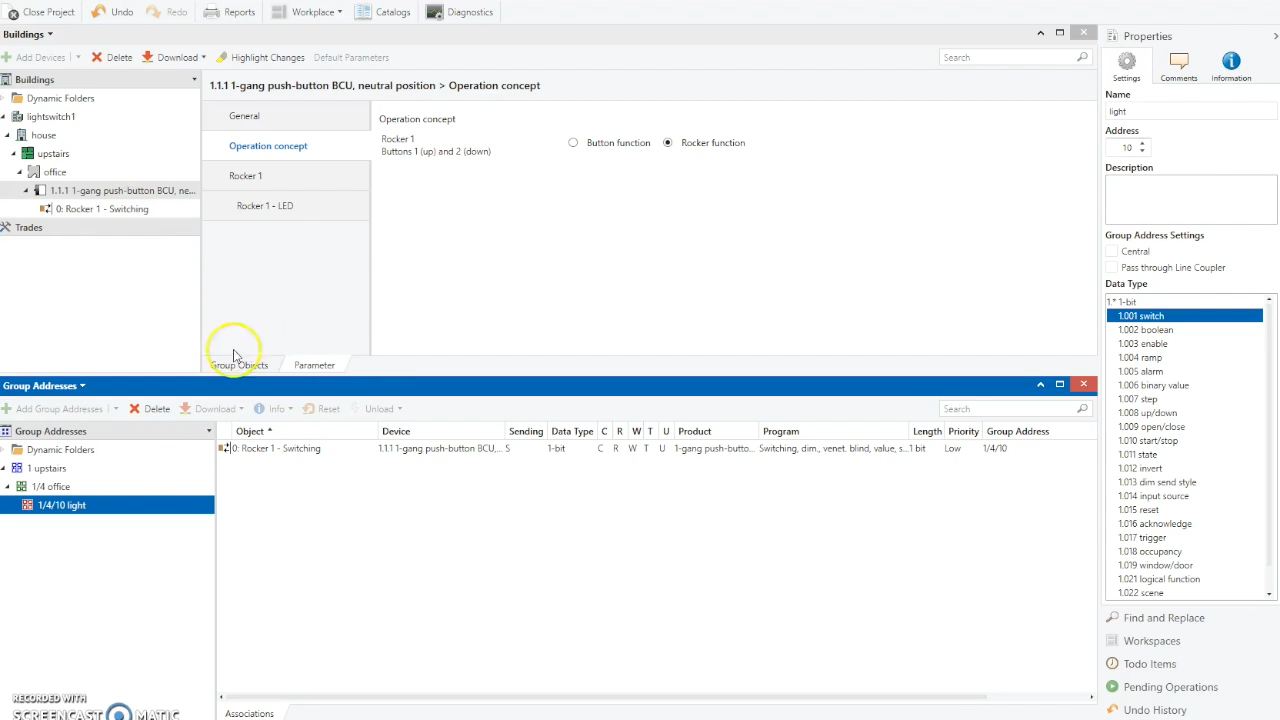 Close Project Undo Redo Reports Workplace Catalogs Diagnostics
Buildings
Add Devices Delete Download Highlight Changes Default Parameters Search
Buildings
Dynamic Folders
lightswitch1
house
upstairs
office
1.1.1 1-gang push-button BCU, ne...
0: Rocker 1 - Switching
Trades
1.1.1 1-gang push-button BCU, neutral position > Operation concept
General
Operation concept
Rocker 1
Rocker 1 - LED
Operation concept
Rocker 1
Buttons 1 (up) and 2 (down)
Button function Rocker function
Group Objects Parameter
Group Addresses
Add Group Addresses Delete Download Info Reset Unload Search
Group Addresses
Dynamic Folders
1 upstairs
1/4 office
1/4/10 light
Object Device Sending Data Type C R W T U Product Program Length Priority Group Address
0: Rocker 1 - Switching 1.1.1 1-gang push-button BCU,... S 1-bit C R W T U 1-gang push-butto... Switching, dim., venet. blind, value, s... 1 bit Low 1/4/10
Associations
Properties
Settings Comments Information
Name
light
Address
10
Description
Group Address Settings
Central
Pass through Line Coupler
Data Type
1.* 1-bit
1.001 switch
1.002 boolean
1.003 enable
1.004 ramp
1.005 alarm
1.006 binary value
1.007 step
1.008 up/down
1.009 open/close
1.010 start/stop
1.011 state
1.012 invert
1.013 dim send style
1.014 input source
1.015 reset
1.016 acknowledge
1.017 trigger
1.018 occupancy
1.019 window/door
1.021 logical function
1.022 scene
Find and Replace
Workspaces
Todo Items
Pending Operations
Undo History
RECORDED WITH
SCREENCAST MATIC